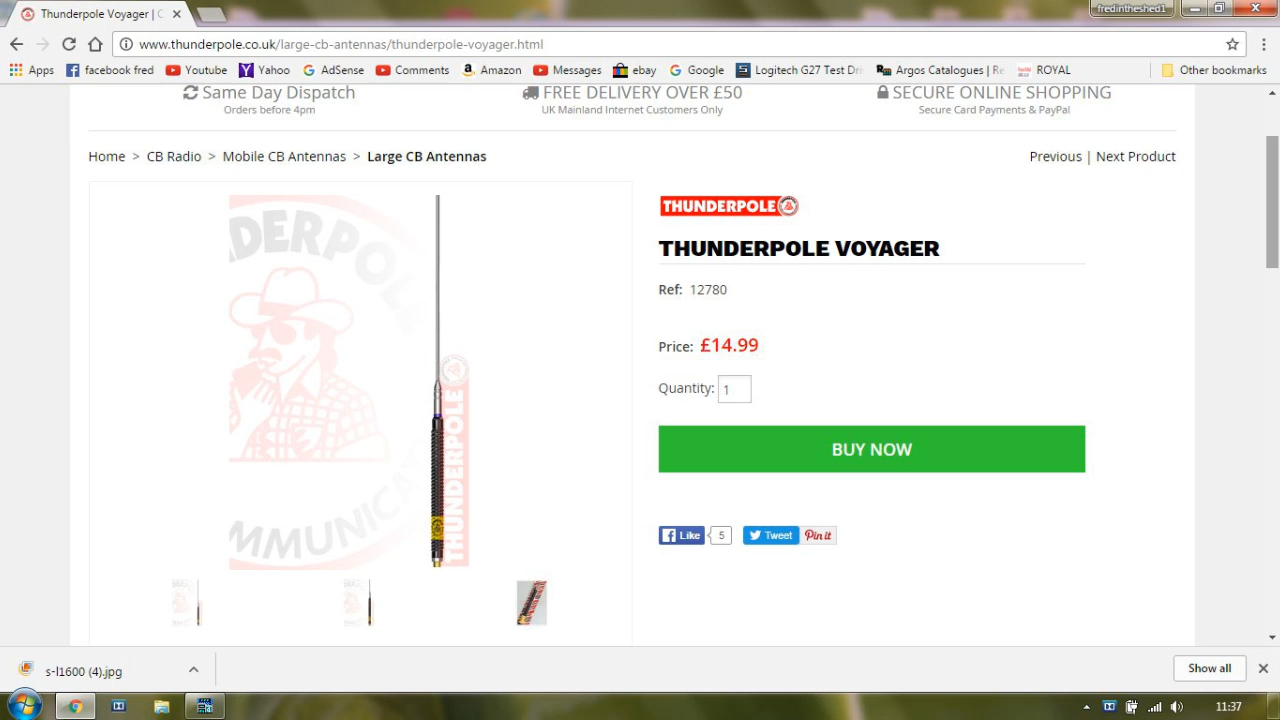 Thunderpole Voyager | C
fredintheshed1
www.thunderpole.co.uk/large-cb-antennas/thunderpole-voyager.html
Apps facebook fred Youtube Yahoo AdSense Comments Amazon Messages ebay Google Logitech G27 Test Dri Argos Catalogues | Re ROYAL Other bookmarks
Same Day Dispatch
Orders before 4pm
FREE DELIVERY OVER £50
UK Mainland Internet Customers Only
SECURE ONLINE SHOPPING
Secure Card Payments & PayPal
Home > CB Radio > Mobile CB Antennas > Large CB Antennas
Previous | Next Product
NDERPOLE
MMUNICA
THUNDERPOLE
THUNDERPOLE
THUNDERPOLE VOYAGER
Ref: 12780
Price: £14.99
Quantity: 1
BUY NOW
Like 5 Tweet Pin it
s-l1600 (4).jpg
Show all
11:37